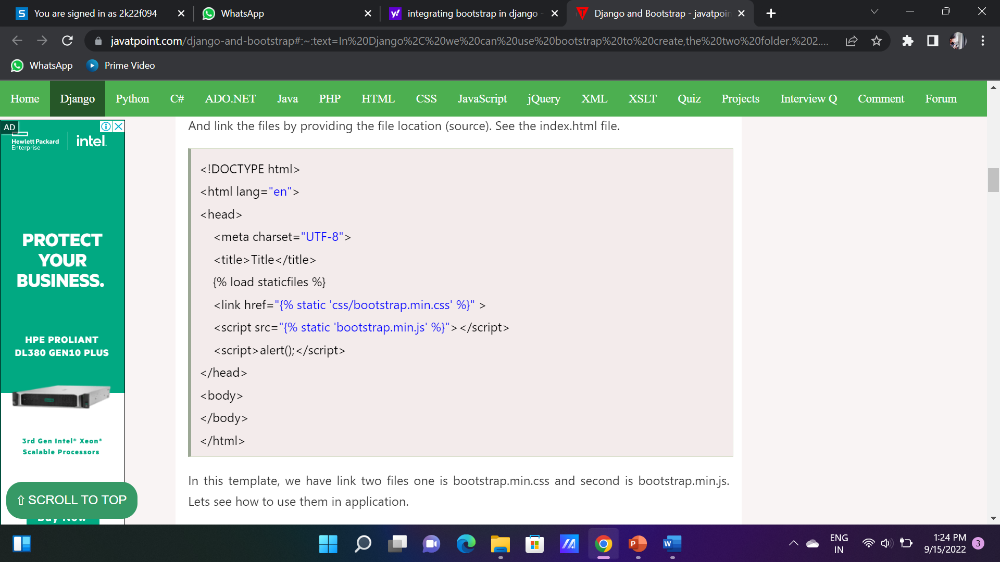 You are signed in as 2k22f094
WhatsApp
integrating bootstrap in django -
Django and Bootstrap - javatpoin
javatpoint.com/django-and-bootstrap#:~:text=In%20Django%2C%20we%20can%20use%20bootstrap%20to%20create,the%20two%20folder.%202....
WhatsApp
Prime Video
Home Django Python C# ADO.NET Java PHP HTML CSS JavaScript jQuery XML XSLT Quiz Projects Interview Q Comment Forum
AD
Hewlett Packard
Enterprise
intel.
PROTECT
YOUR
BUSINESS.
HPE PROLIANT
DL380 GEN10 PLUS
3rd Gen Intel® Xeon®
Scalable Processors
Buy Now
⇧ SCROLL TO TOP
And link the files by providing the file location (source). See the index.html file.
<!DOCTYPE html>
<html lang="en">
<head>
<meta charset="UTF-8">
<title>Title</title>
{% load staticfiles %}
<link href="{% static 'css/bootstrap.min.css' %}" >
<script src="{% static 'bootstrap.min.js' %}"></script>
<script>alert();</script>
</head>
<body>
</body>
</html>
In this template, we have link two files one is bootstrap.min.css and second is bootstrap.min.js.
Lets see how to use them in application.
ENG
IN
1:24 PM
9/15/2022
3